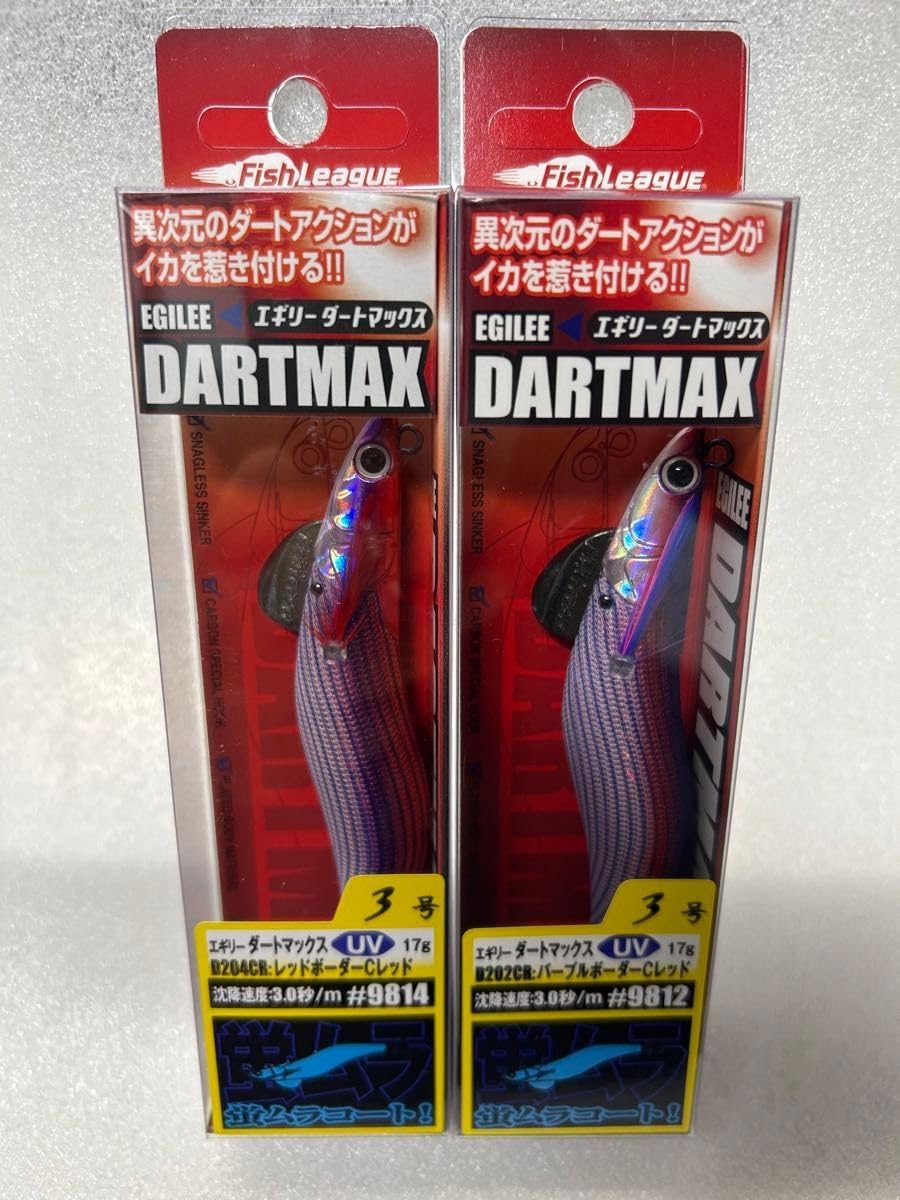 FishLeague
異次元のダートアクションが
イカを惹き付ける!!
EGILEE エギリー ダートマックス
DARTMAX
SNAGLESS SINKER
CARBON SPECIAL HOOK
3号
エギリー ダートマックス UV 17g
D204CR:レッドボーダーCレッド
沈降速度:3.0秒/m #9814
蛍ムラ
蛍ムラコート!
FishLeague
異次元のダートアクションが
イカを惹き付ける!!
EGILEE エギリー ダートマックス
DARTMAX
SNAGLESS SINKER
EGILEE
3号
エギリー ダートマックス UV 17g
D202CR:パープルボーダーCレッド
沈降速度:3.0秒/m #9812
蛍ムラ
蛍ムラコート!